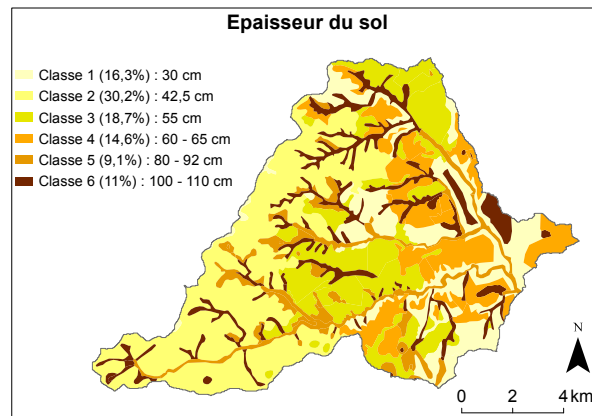 Epaisseur du sol
Classe 1 (16,3%) : 30 cm
Classe 2 (30,2%) : 42,5 cm
Classe 3 (18,7%) : 55 cm
Classe 4 (14,6%) : 60 - 65 cm
Classe 5 (9,1%) : 80 - 92 cm
Classe 6 (11%) : 100 - 110 cm
N
0 2 4 km